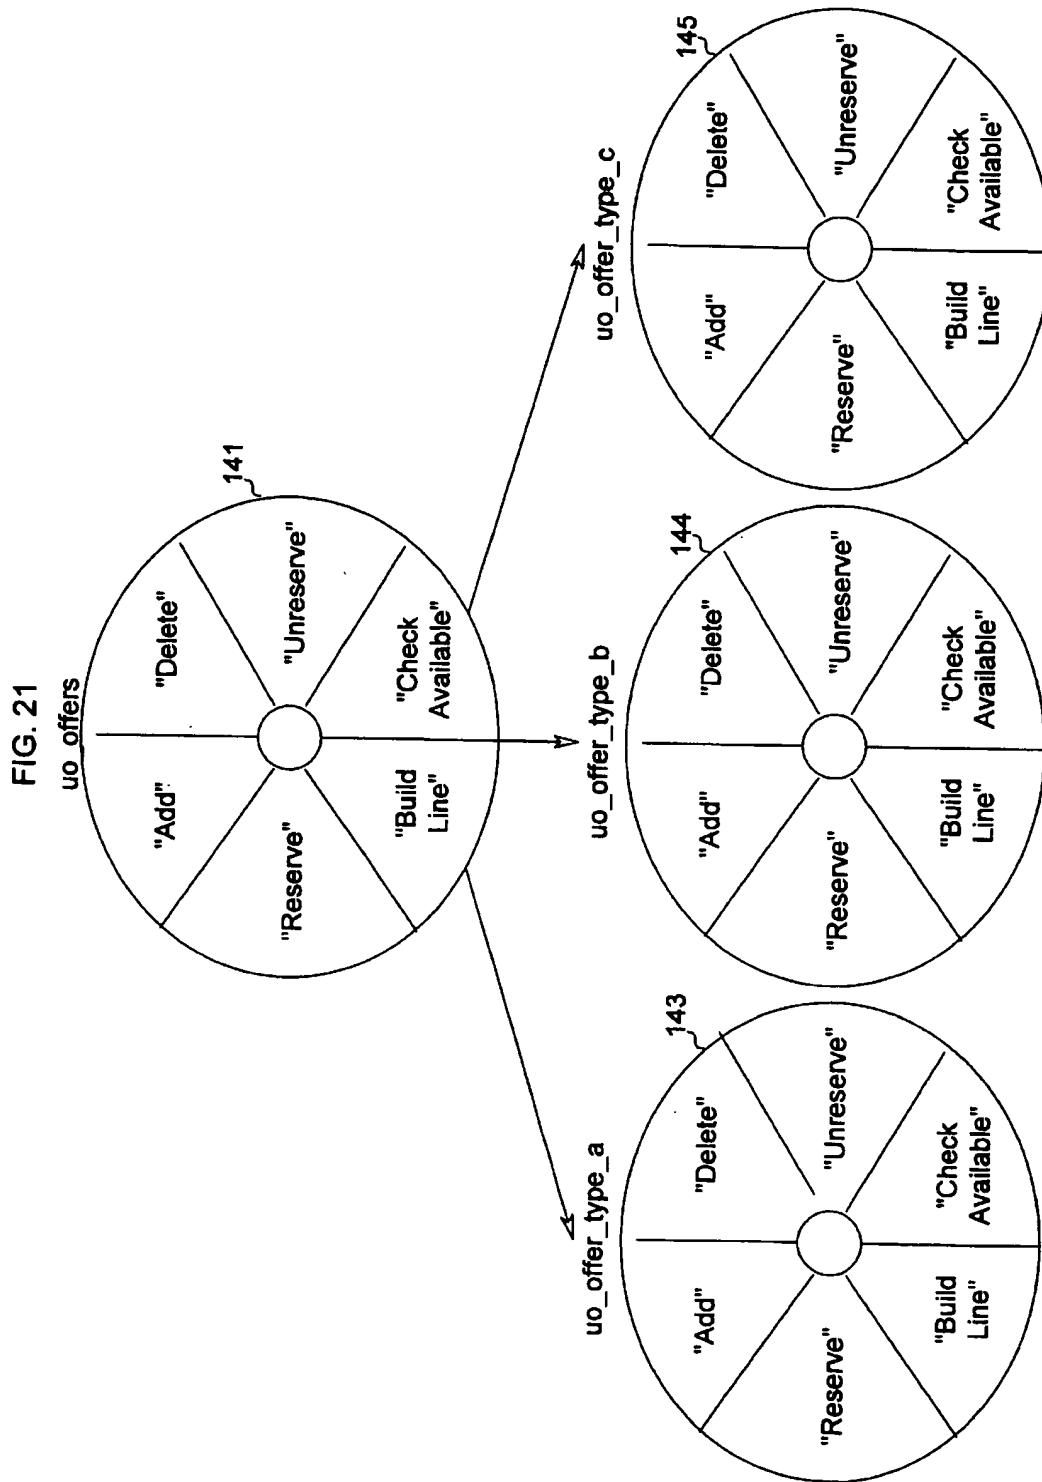 FIG. 21
uo_offers
141
"Add"
"Delete"
"Reserve"
"Unreserve"
"Build
Line"
"Check
Available"
uo_offer_type_a
143
"Add"
"Delete"
"Reserve"
"Unreserve"
"Build
Line"
"Check
Available"
uo_offer_type_b
144
"Add"
"Delete"
"Reserve"
"Unreserve"
"Build
Line"
"Check
Available"
uo_offer_type_c
145
"Add"
"Delete"
"Reserve"
"Unreserve"
"Build
Line"
"Check
Available"